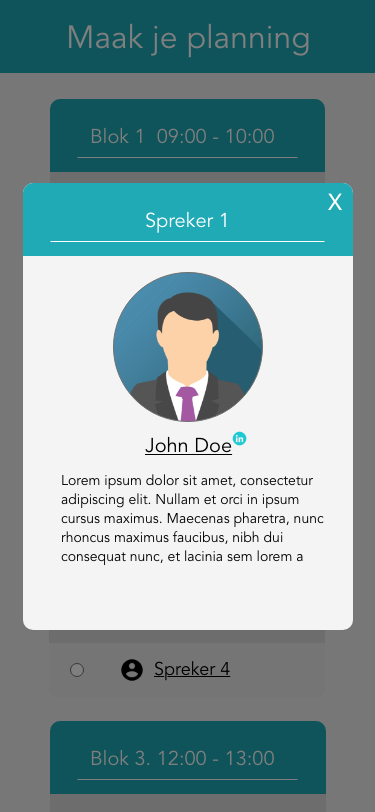 Maak je planning
Blok 1 09:00 - 10:00
X
Spreker 1
John Doe in
Lorem ipsum dolor sit amet, consectetur
adipiscing elit. Nullam et orci in ipsum
cursus maximus. Maecenas pharetra, nunc
rhoncus maximus faucibus, nibh dui
consequat nunc, et lacinia sem lorem a
Spreker 4
Blok 3. 12:00 - 13:00